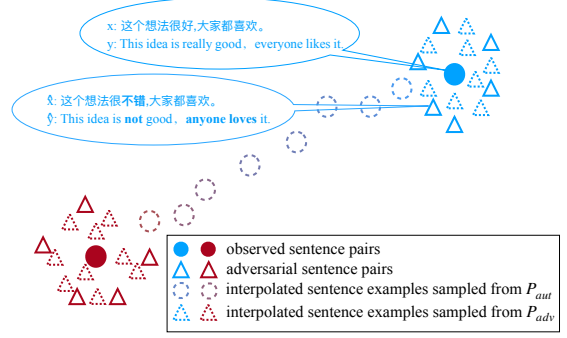 x: 这个想法很好,大家都喜欢。
y: This idea is really good, everyone likes it.
x̂: 这个想法很不错,大家都喜欢。
ŷ: This idea is not good, anyone loves it.
observed sentence pairs
adversarial sentence pairs
interpolated sentence examples sampled from P_aut
interpolated sentence examples sampled from P_adv